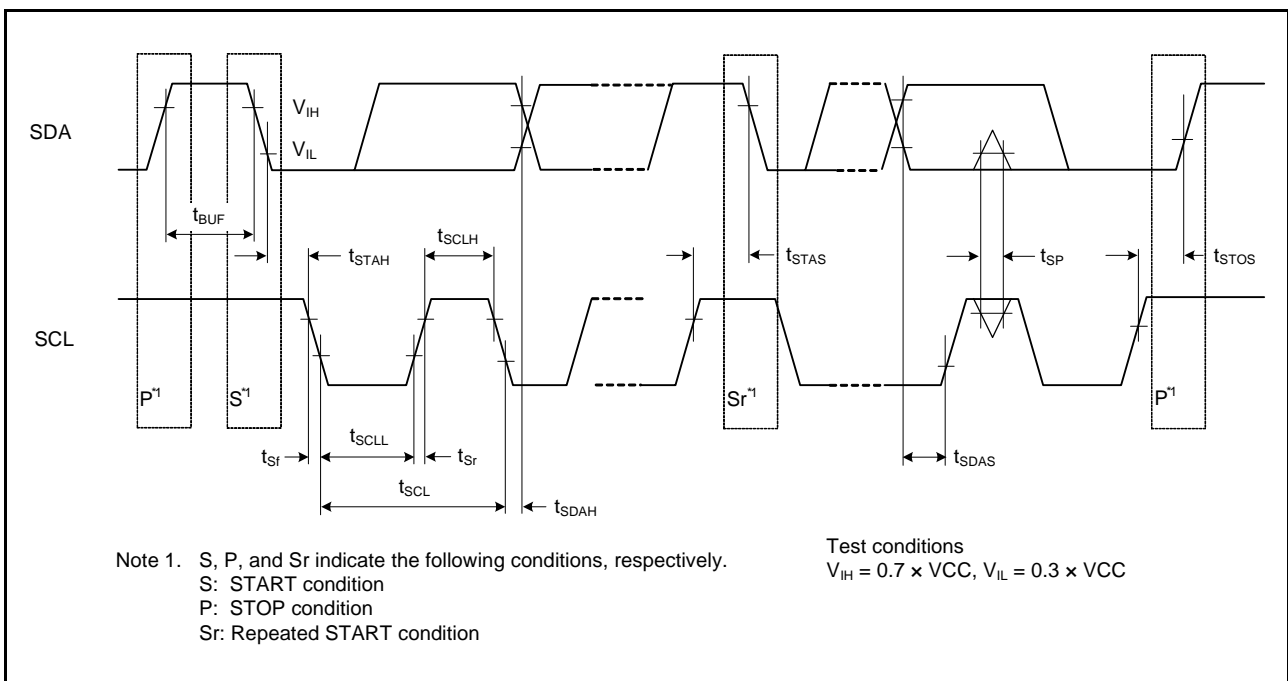 SDA
V_IH
V_IL
t_BUF
t_STAH
t_SCLH
t_STAS
t_SP
t_STOS
SCL
P*1
S*1
Sr*1
P*1
t_Sf
t_SCLL
t_Sr
t_SDAS
t_SCL
t_SDAH
Note 1. S, P, and Sr indicate the following conditions, respectively.
S: START condition
P: STOP condition
Sr: Repeated START condition
Test conditions
V_IH = 0.7 × VCC, V_IL = 0.3 × VCC